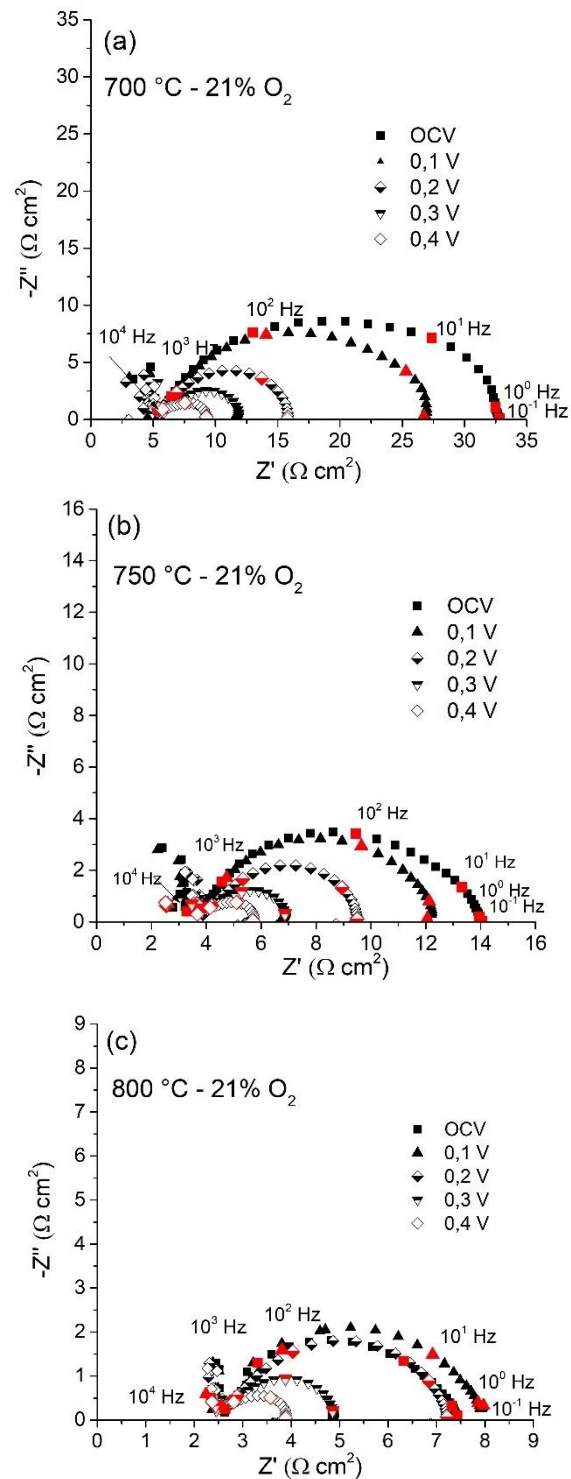 (a)
700 °C - 21% O₂
35
30
25
20
15
10
5
0
-Z'' (Ω cm²)
OCV
0,1 V
0,2 V
0,3 V
0,4 V
10⁴ Hz
10³ Hz
10² Hz
10¹ Hz
10⁰ Hz
10⁻¹ Hz
0 5 10 15 20 25 30 35
Z' (Ω cm²)
(b)
750 °C - 21% O₂
16
14
12
10
8
6
4
2
0
-Z'' (Ω cm²)
OCV
0,1 V
0,2 V
0,3 V
0,4 V
10⁴ Hz
10³ Hz
10² Hz
10¹ Hz
10⁰ Hz
10⁻¹ Hz
0 2 4 6 8 10 12 14 16
Z' (Ω cm²)
(c)
800 °C - 21% O₂
9
8
7
6
5
4
3
2
1
0
-Z'' (Ω cm²)
OCV
0,1 V
0,2 V
0,3 V
0,4 V
10⁴ Hz
10³ Hz
10² Hz
10¹ Hz
10⁰ Hz
10⁻¹ Hz
0 1 2 3 4 5 6 7 8 9
Z' (Ω cm²)